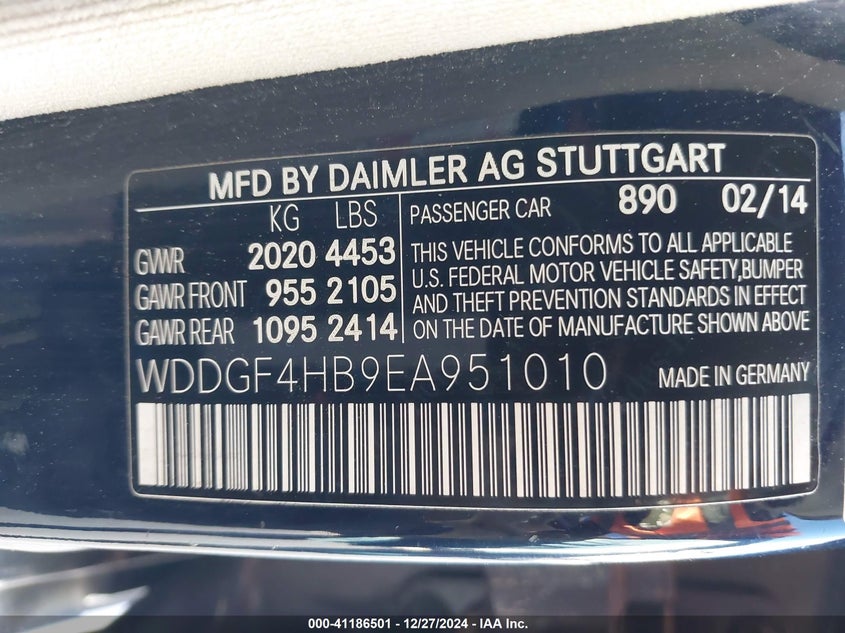 MFD BY DAIMLER AG STUTTGART
KG LBS PASSENGER CAR 890 02/14
GWR 2020 4453 THIS VEHICLE CONFORMS TO ALL APPLICABLE
U.S. FEDERAL MOTOR VEHICLE SAFETY,BUMPER
GAWR FRONT 955 2105 AND THEFT PREVENTION STANDARDS IN EFFECT
GAWR REAR 1095 2414 ON THE DATE OF MANUFACTURE SHOWN ABOVE
WDDGF4HB9EA951010 MADE IN GERMANY
000-41186501 - 12/27/2024 - IAA Inc.